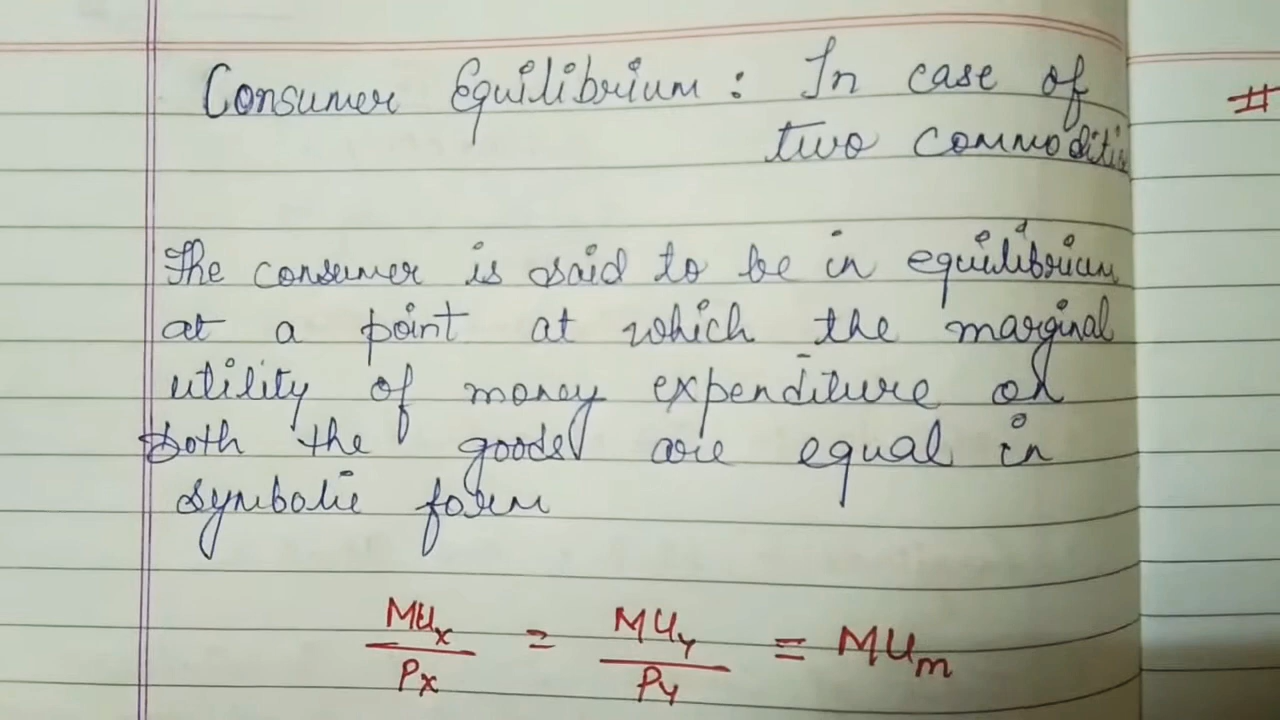 Consumer Equilibrium : In case of
two commoditie
#
The consumer is said to be in equilibrium
at a point at which the marginal
utility of money expenditure on
both the goods are equal in
symbolic form
MUx / Px = MUy / Py = MUm